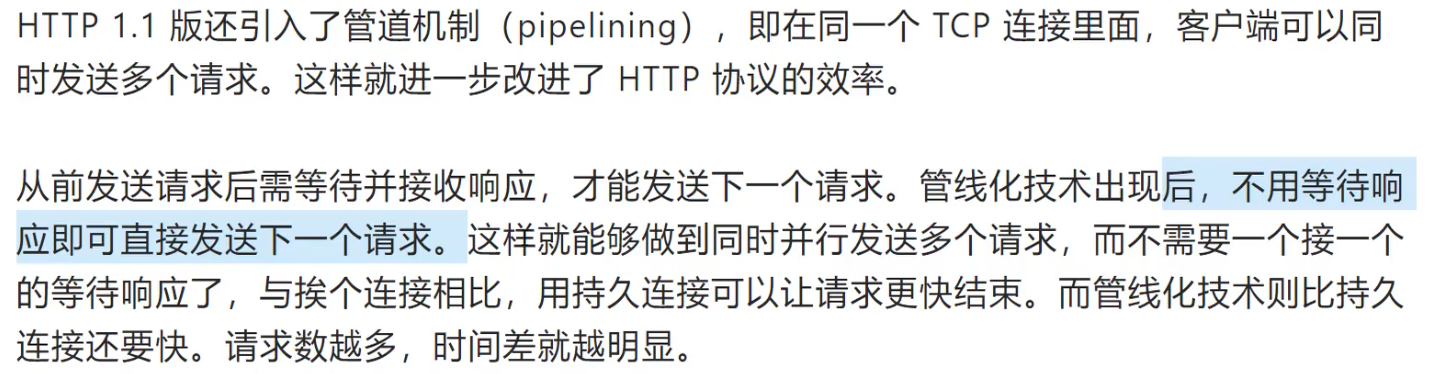 HTTP 1.1 版还引入了管道机制（pipelining），即在同一个 TCP 连接里面，客户端可以同
时发送多个请求。这样就进一步改进了 HTTP 协议的效率。
从前发送请求后需等待并接收响应，才能发送下一个请求。管线化技术出现后，不用等待响
应即可直接发送下一个请求。这样就能够做到同时并行发送多个请求，而不需要一个接一个
的等待响应了，与挨个连接相比，用持久连接可以让请求更快结束。而管线化技术则比持久
连接还要快。请求数越多，时间差就越明显。